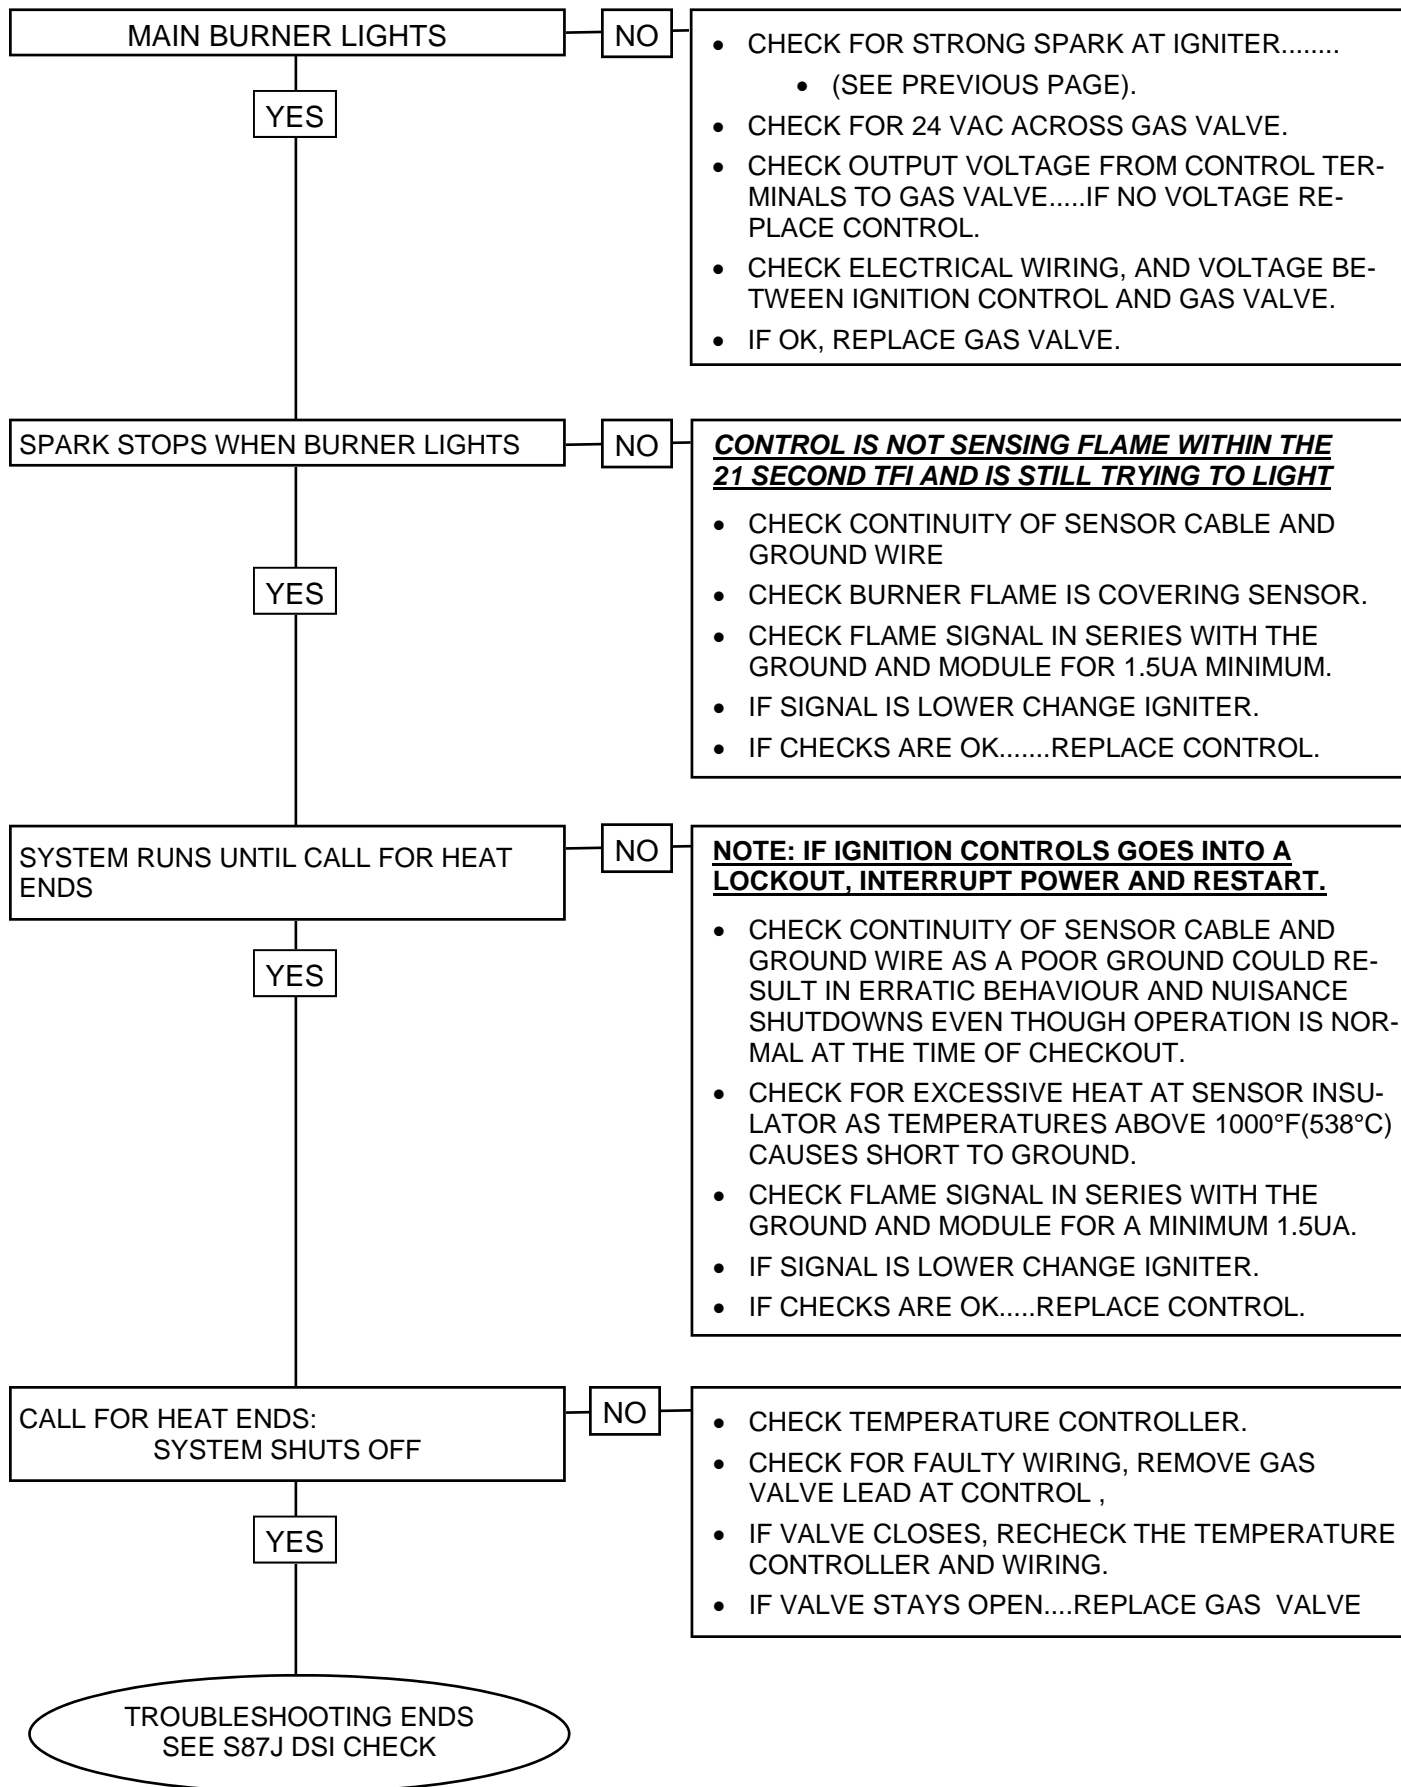 MAIN BURNER LIGHTS
NO
• CHECK FOR STRONG SPARK AT IGNITER........
• (SEE PREVIOUS PAGE).
• CHECK FOR 24 VAC ACROSS GAS VALVE.
• CHECK OUTPUT VOLTAGE FROM CONTROL TER-
MINALS TO GAS VALVE.....IF NO VOLTAGE RE-
PLACE CONTROL.
• CHECK ELECTRICAL WIRING, AND VOLTAGE BE-
TWEEN IGNITION CONTROL AND GAS VALVE.
• IF OK, REPLACE GAS VALVE.
YES
SPARK STOPS WHEN BURNER LIGHTS
NO
CONTROL IS NOT SENSING FLAME WITHIN THE
21 SECOND TFI AND IS STILL TRYING TO LIGHT
• CHECK CONTINUITY OF SENSOR CABLE AND
GROUND WIRE
• CHECK BURNER FLAME IS COVERING SENSOR.
• CHECK FLAME SIGNAL IN SERIES WITH THE
GROUND AND MODULE FOR 1.5UA MINIMUM.
• IF SIGNAL IS LOWER CHANGE IGNITER.
• IF CHECKS ARE OK.......REPLACE CONTROL.
YES
SYSTEM RUNS UNTIL CALL FOR HEAT
ENDS
NO
NOTE: IF IGNITION CONTROLS GOES INTO A
LOCKOUT, INTERRUPT POWER AND RESTART.
• CHECK CONTINUITY OF SENSOR CABLE AND
GROUND WIRE AS A POOR GROUND COULD RE-
SULT IN ERRATIC BEHAVIOUR AND NUISANCE
SHUTDOWNS EVEN THOUGH OPERATION IS NOR-
MAL AT THE TIME OF CHECKOUT.
• CHECK FOR EXCESSIVE HEAT AT SENSOR INSU-
LATOR AS TEMPERATURES ABOVE 1000°F(538°C)
CAUSES SHORT TO GROUND.
• CHECK FLAME SIGNAL IN SERIES WITH THE
GROUND AND MODULE FOR A MINIMUM 1.5UA.
• IF SIGNAL IS LOWER CHANGE IGNITER.
• IF CHECKS ARE OK.....REPLACE CONTROL.
YES
CALL FOR HEAT ENDS:
SYSTEM SHUTS OFF
NO
• CHECK TEMPERATURE CONTROLLER.
• CHECK FOR FAULTY WIRING, REMOVE GAS
VALVE LEAD AT CONTROL ,
• IF VALVE CLOSES, RECHECK THE TEMPERATURE
CONTROLLER AND WIRING.
• IF VALVE STAYS OPEN....REPLACE GAS  VALVE
YES
TROUBLESHOOTING ENDS
SEE S87J DSI CHECK